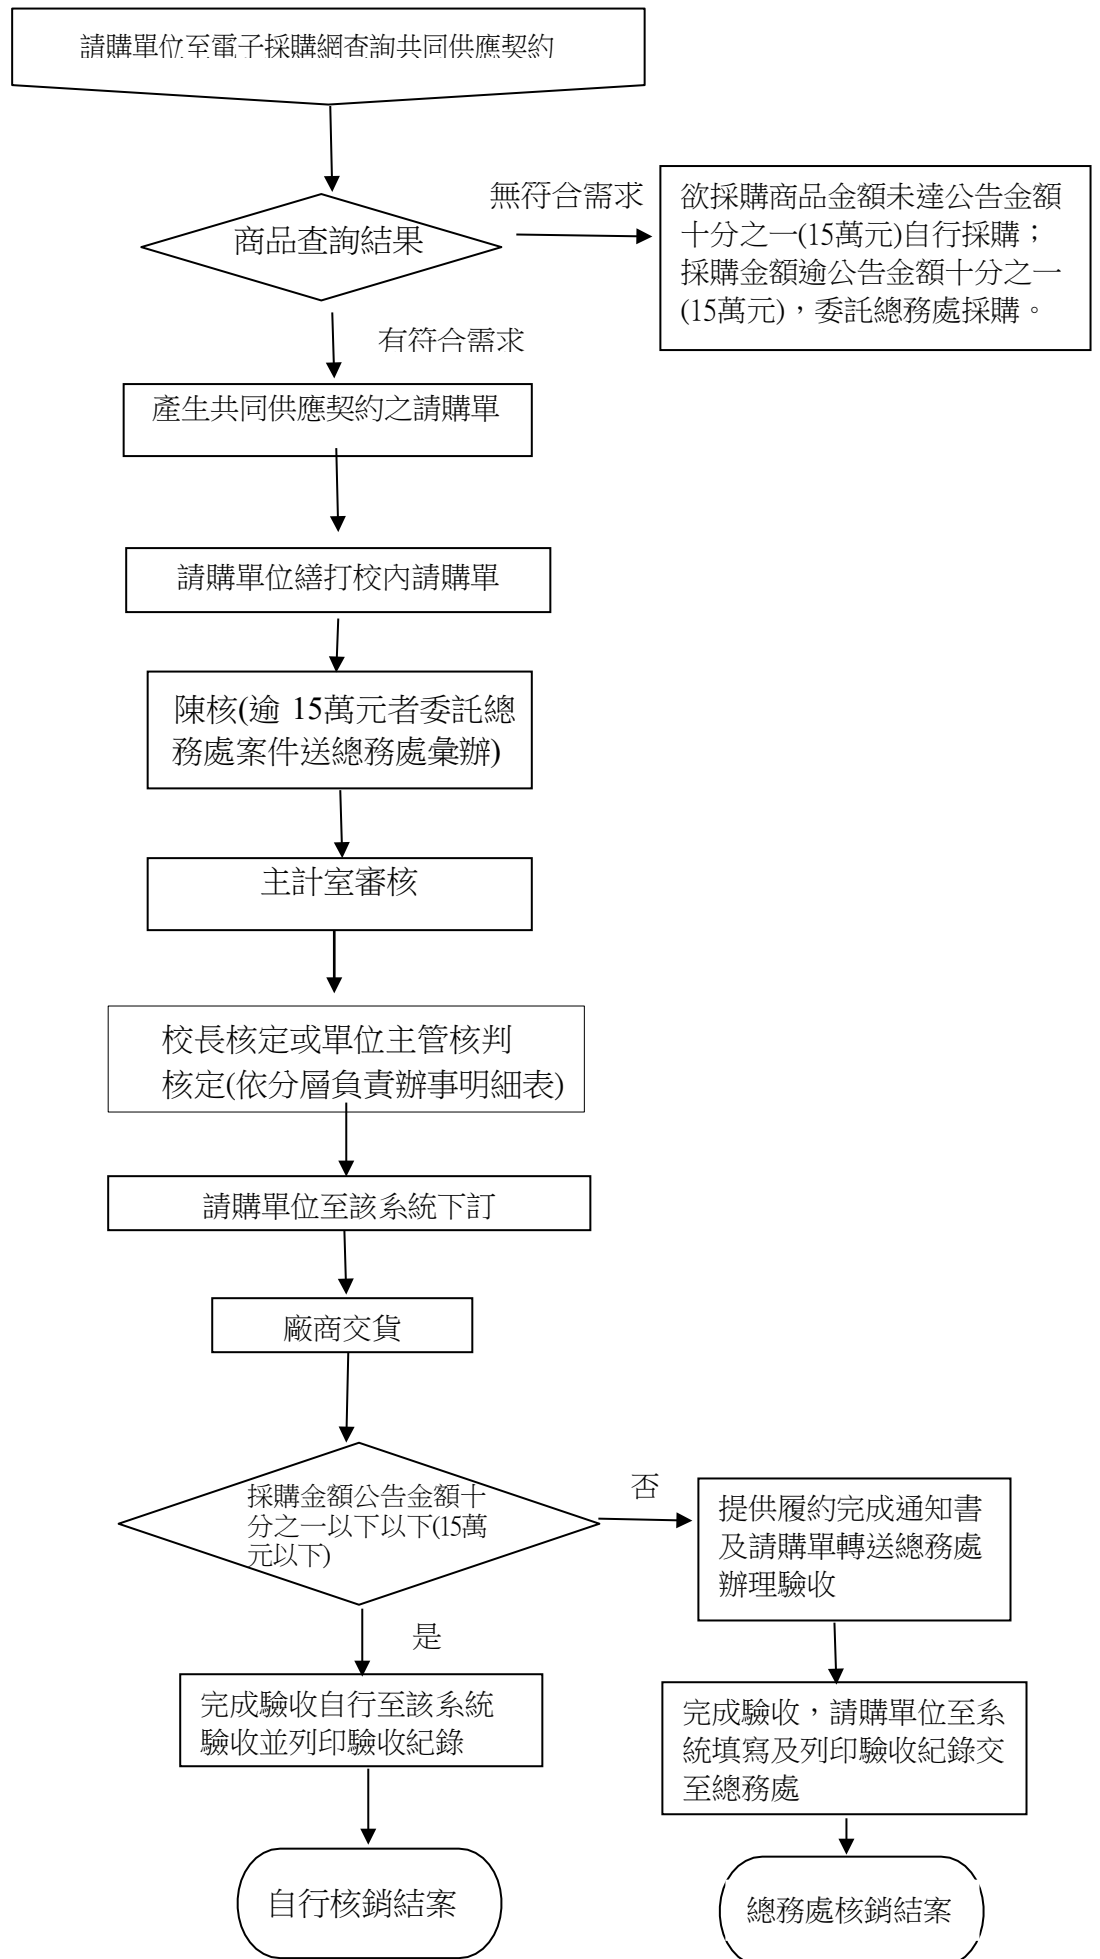 請購單位至電子採購網查詢共同供應契約
商品查詢結果
無符合需求
欲採購商品金額未達公告金額
十分之一(15萬元)自行採購；
採購金額逾公告金額十分之一
(15萬元)，委託總務處採購。
有符合需求
產生共同供應契約之請購單
請購單位繕打校內請購單
陳核(逾 15萬元者委託總
務處案件送總務處彙辦)
主計室審核
校長核定或單位主管核判
核定(依分層負責辦事明細表)
請購單位至該系統下訂
廠商交貨
採購金額公告金額十
分之一以下以下(15萬
元以下)
否
提供履約完成通知書
及請購單轉送總務處
辦理驗收
是
完成驗收自行至該系統
驗收並列印驗收紀錄
完成驗收，請購單位至系
統填寫及列印驗收紀錄交
至總務處
自行核銷結案
總務處核銷結案